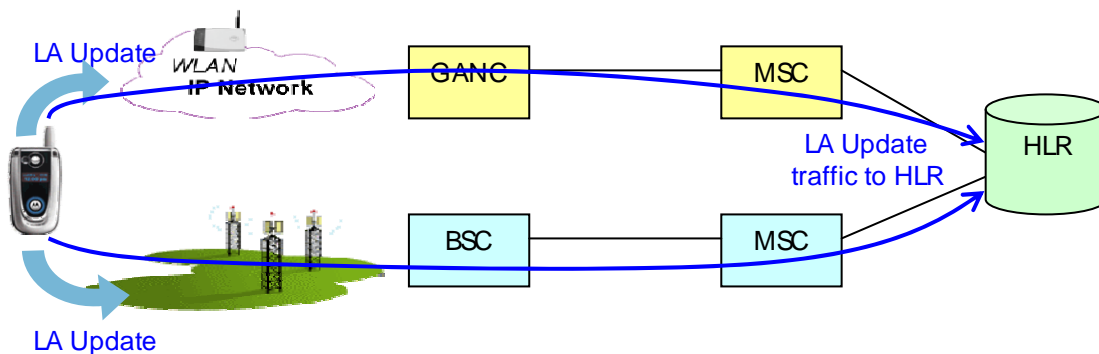 LA Update
WLAN
IP Network
GANC
MSC
LA Update
traffic to HLR
HLR
BSC
MSC
LA Update